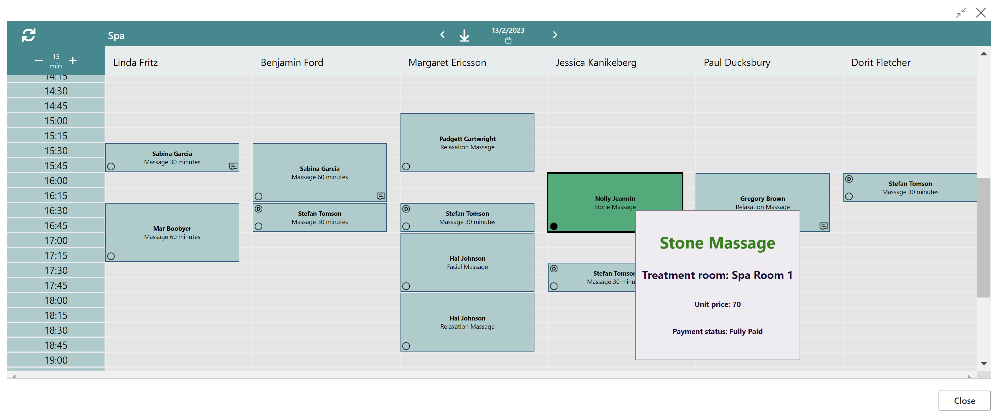 Spa
13/2/2023
15
min
Linda Fritz
Benjamin Ford
Margaret Ericsson
Jessica Kanikeberg
Paul Ducksbury
Dorit Fletcher
14:15
14:30
14:45
15:00
15:15
15:30
15:45
16:00
16:15
16:30
16:45
17:00
17:15
17:30
17:45
18:00
18:15
18:30
18:45
19:00
Sabina Garcia
Massage 30 minutes
Mar Boobyer
Massage 60 minutes
Sabina Garcia
Massage 60 minutes
D
Stefan Tomson
Massage 30 minutes
Padgett Cartwright
Relaxation Massage
D
Stefan Tomson
Massage 30 minutes
Hal Johnson
Facial Massage
Hal Johnson
Relaxation Massage
Nolly Jeannin
Stone Massage
D
Stefan Tomson
Massage 30 minu
Gregory Brown
Relaxation Massage
D
Stefan Tomson
Massage 30 minutes
Stone Massage
Treatment room: Spa Room 1
Unit price: 70
Payment status: Fully Paid
Close